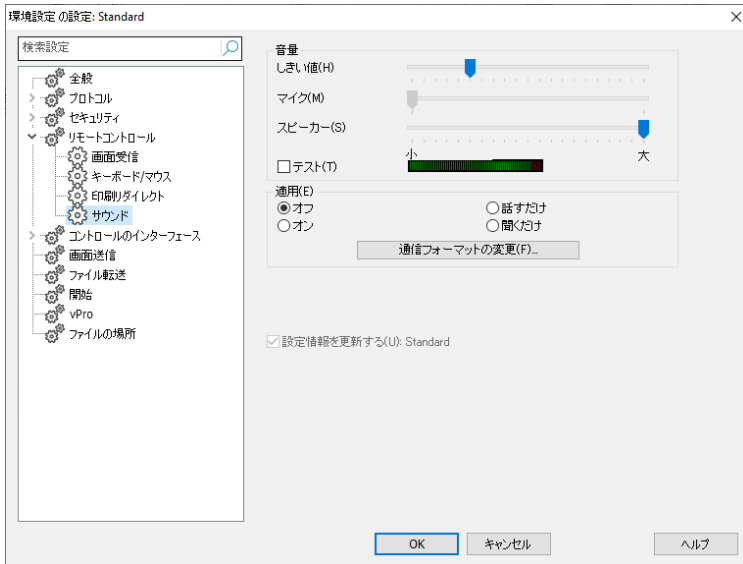 環境設定 の設定: Standard
検索設定
全般
プロトコル
セキュリティ
リモートコントロール
画面受信
キーボード/マウス
印刷リダイレクト
サウンド
コントロールのインターフェース
画面送信
ファイル転送
開始
vPro
ファイルの場所
音量
しきい値(H)
マイク(M)
スピーカー(S)
小 大
テスト(T)
適用(E)
オフ 話すだけ
オン 聞くだけ
通信フォーマットの変更(F)...
設定情報を更新する(U): Standard
OK キャンセル ヘルプ